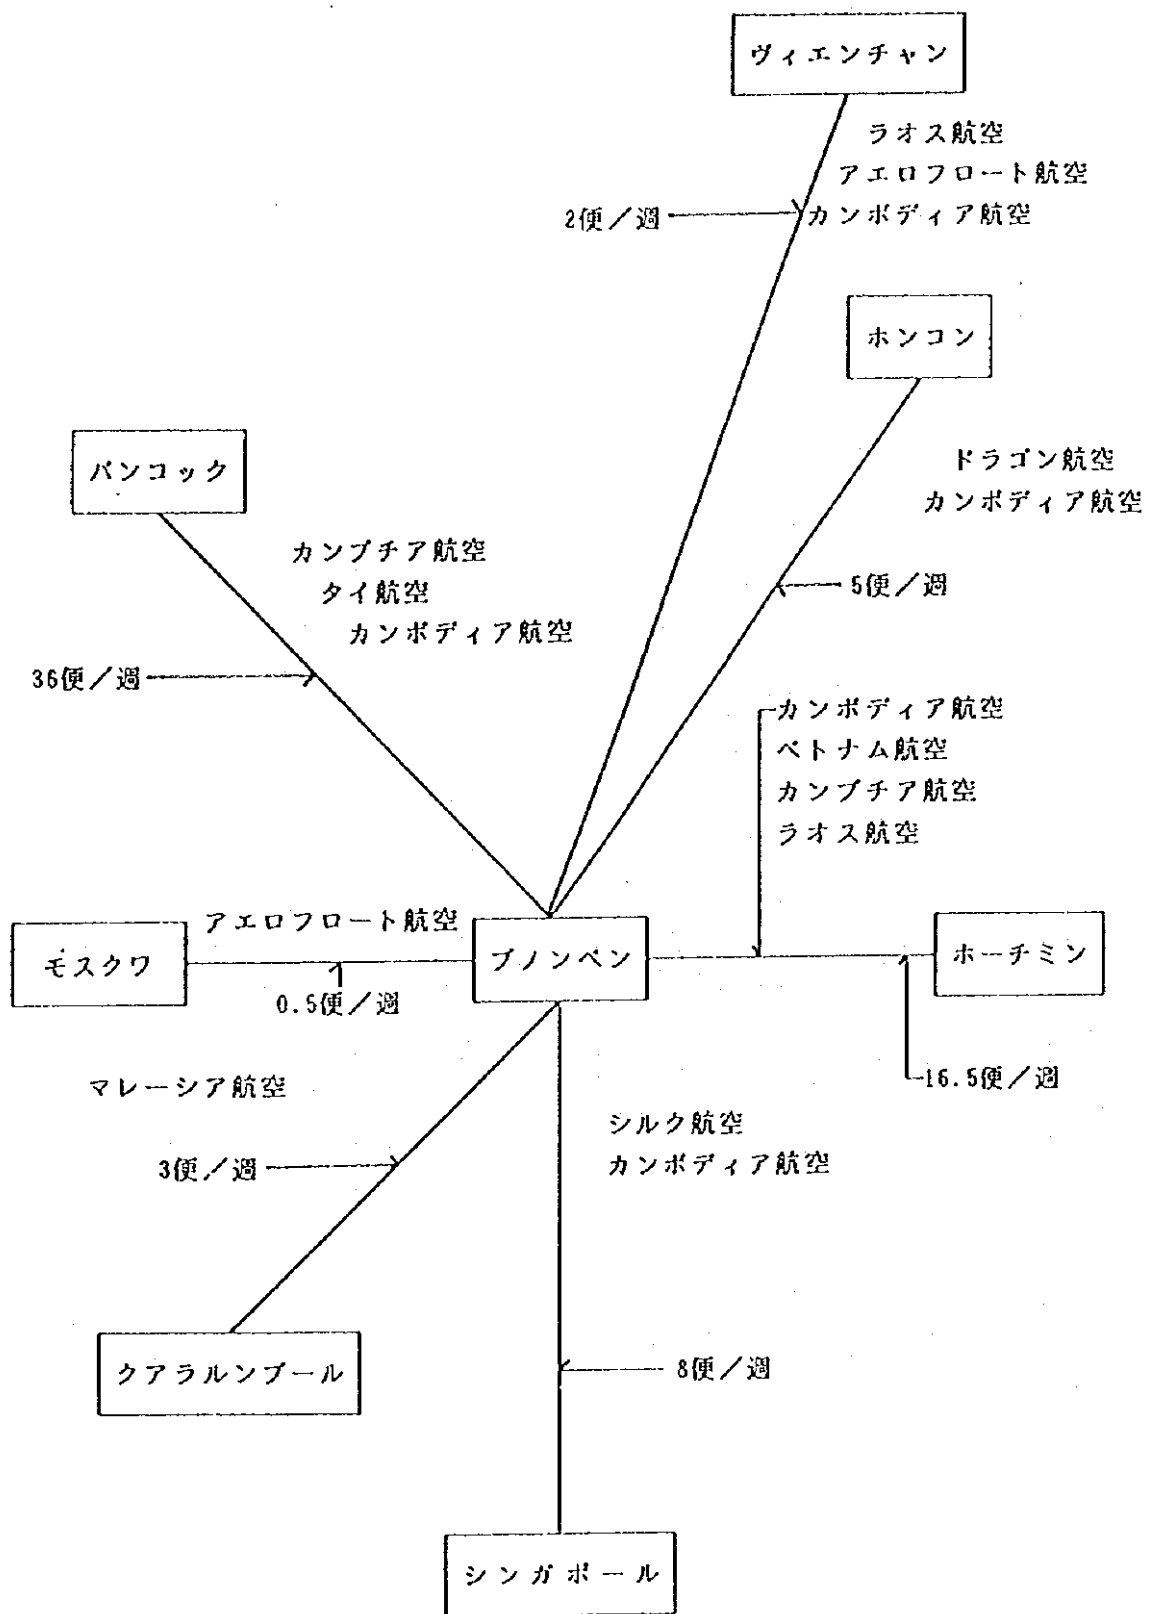 ヴィエンチャン
ラオス航空
アエロフロート航空
2便／週
カンボディア航空
ホンコン
バンコック
ドラゴン航空
カンボディア航空
カンプチア航空
タイ航空
カンボディア航空
5便／週
36便／週
カンボディア航空
ベトナム航空
カンプチア航空
ラオス航空
アエロフロート航空
モスクワ
プノンペン
ホーチミン
0.5便／週
16.5便／週
マレーシア航空
シルク航空
カンボディア航空
3便／週
クアラルンプール
8便／週
シンガポール